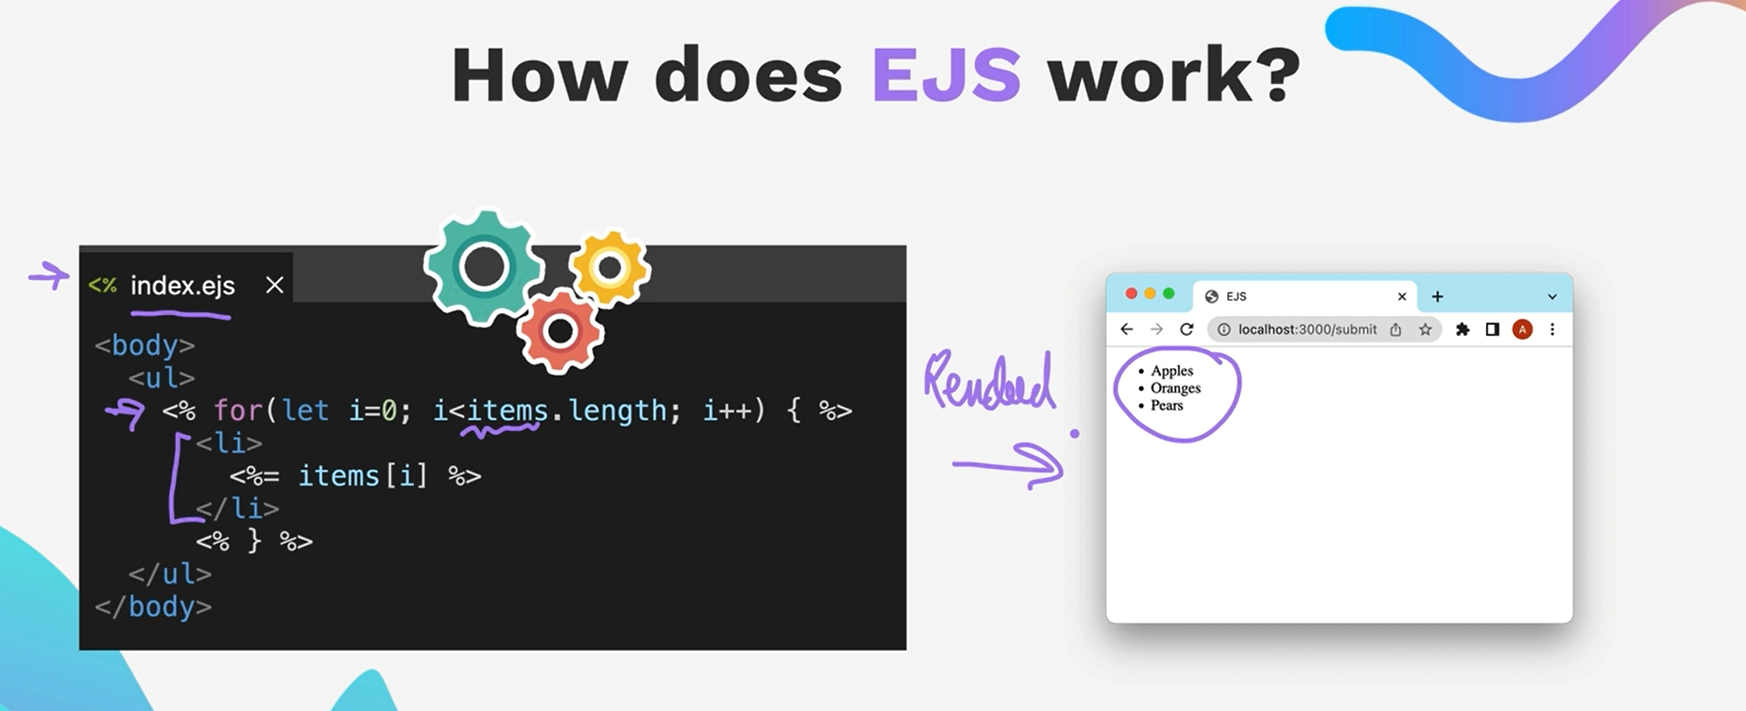 How does EJS work?
<% index.ejs ×
<body>
<ul>
<% for(let i=0; i<items.length; i++) { %>
<li>
<%= items[i] %>
</li>
<% } %>
</ul>
</body>
EJS
localhost:3000/submit
A
Apples
Oranges
Pears